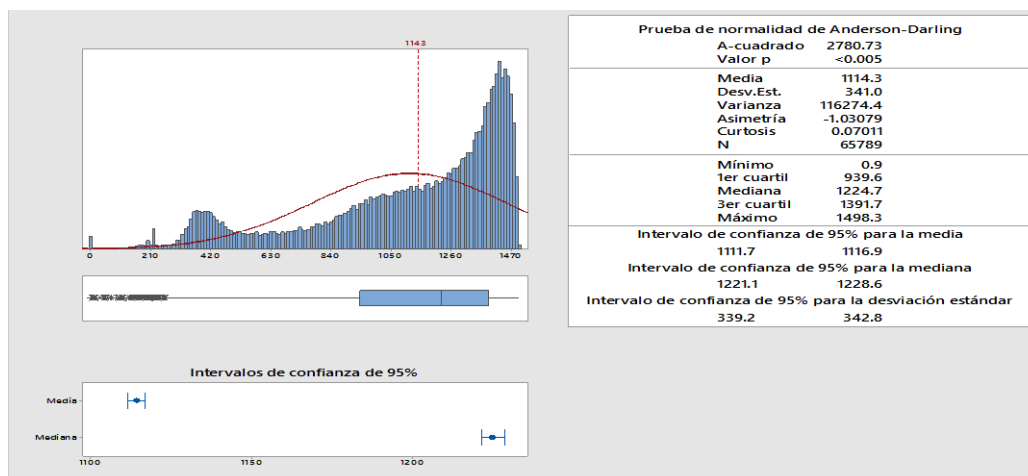 1143
0 210 420 630 840 1050 1260 1470
Intervalos de confianza de 95%
Media
Mediana
1100 1150 1200
Prueba de normalidad de Anderson-Darling
A-cuadrado 2780.73
Valor p <0.005
Media 1114.3
Desv.Est. 341.0
Varianza 116274.4
Asimetría -1.03079
Curtosis 0.07011
N 65789
Mínimo 0.9
1er cuartil 939.6
Mediana 1224.7
3er cuartil 1391.7
Máximo 1498.3
Intervalo de confianza de 95% para la media
1111.7 1116.9
Intervalo de confianza de 95% para la mediana
1221.1 1228.6
Intervalo de confianza de 95% para la desviación estándar
339.2 342.8